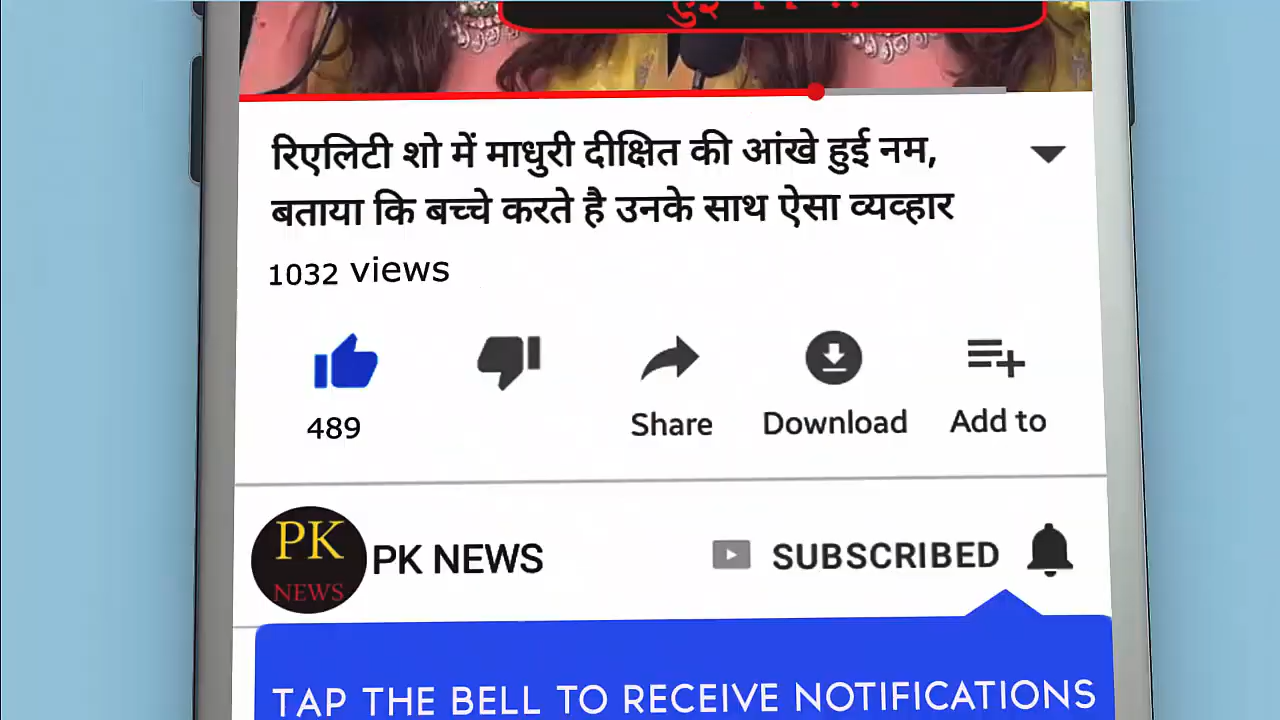 रिएलिटी शो में माधुरी दीक्षित की आंखे हुई नम,
बताया कि बच्चे करते है उनके साथ ऐसा व्यव्हार
1032 views
489
Share
Download
Add to
PK
NEWS
PK NEWS
SUBSCRIBED
TAP THE BELL TO RECEIVE NOTIFICATIONS